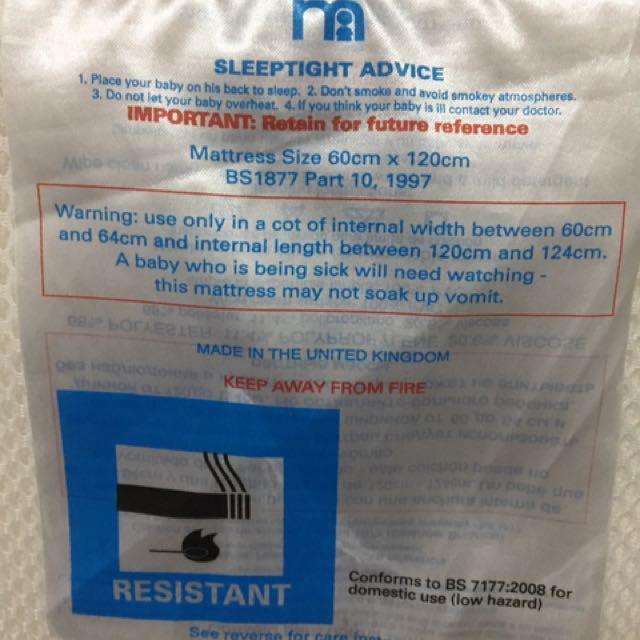 SLEEPTIGHT ADVICE
1. Place your baby on his back to sleep. 2. Don't smoke and avoid smokey atmospheres.
3. Do not let your baby overheat. 4. If you think your baby is ill contact your doctor.
IMPORTANT: Retain for future reference
Mattress Size 60cm x 120cm
BS1877 Part 10, 1997
Warning: use only in a cot of internal width between 60cm
and 64cm and internal length between 120cm and 124cm.
A baby who is being sick will need watching -
this mattress may not soak up vomit.
MADE IN THE UNITED KINGDOM
KEEP AWAY FROM FIRE
RESISTANT
Conforms to BS 7177:2008 for
domestic use (low hazard)
See reverse for care